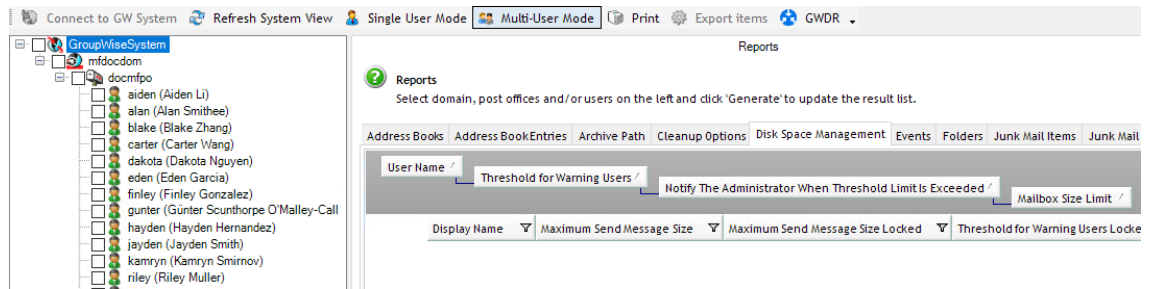 Connect to GW System Refresh System View Single User Mode Multi-User Mode Print Export items GWDR
GroupWiseSystem
mfdocdom
docmfpo
aiden (Aiden Li)
alan (Alan Smithee)
blake (Blake Zhang)
carter (Carter Wang)
dakota (Dakota Nguyen)
eden (Eden Garcia)
finley (Finley Gonzalez)
gunter (Günter Scunthorpe O'Malley-Call
hayden (Hayden Hernandez)
jayden (Jayden Smith)
kamryn (Kamryn Smirnov)
riley (Riley Muller)
Reports
Reports
Select domain, post offices and/or users on the left and click 'Generate' to update the result list.
Address Books Address Book Entries Archive Path Cleanup Options Disk Space Management Events Folders Junk Mail Items Junk Mail
User Name
Threshold for Warning Users
Notify The Administrator When Threshold Limit Is Exceeded
Mailbox Size Limit
Display Name Maximum Send Message Size Maximum Send Message Size Locked Threshold for Warning Users Locke